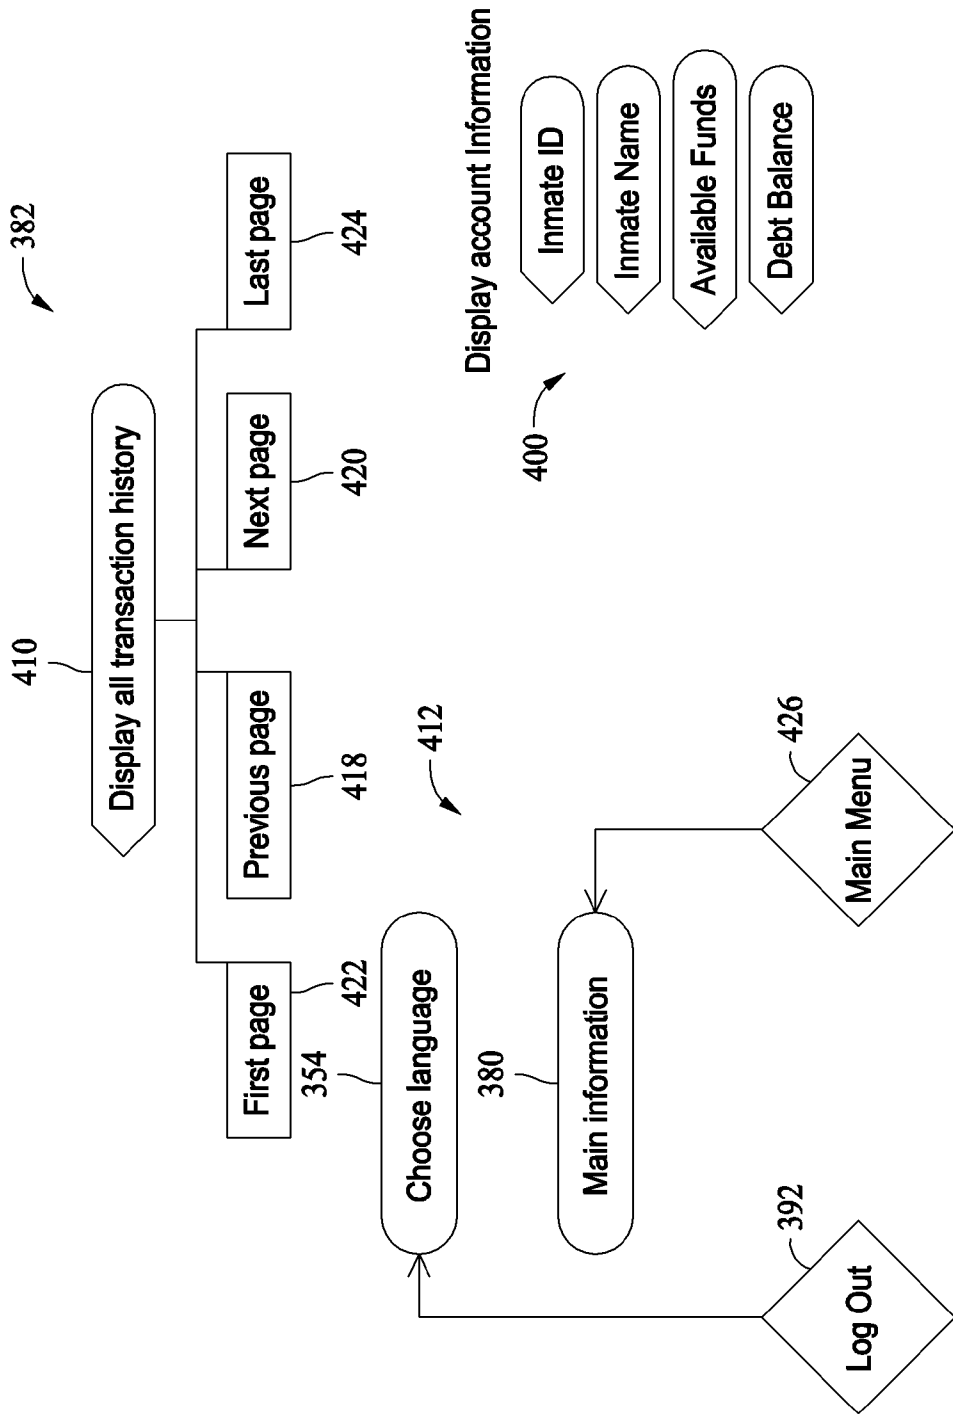 382
410
Display all transaction history
First page
Previous page
Next page
Last page
422
418
420
424
354
Choose language
412
380
Main information
392
Log Out
426
Main Menu
Display account Information
400
Inmate ID
Inmate Name
Available Funds
Debt Balance